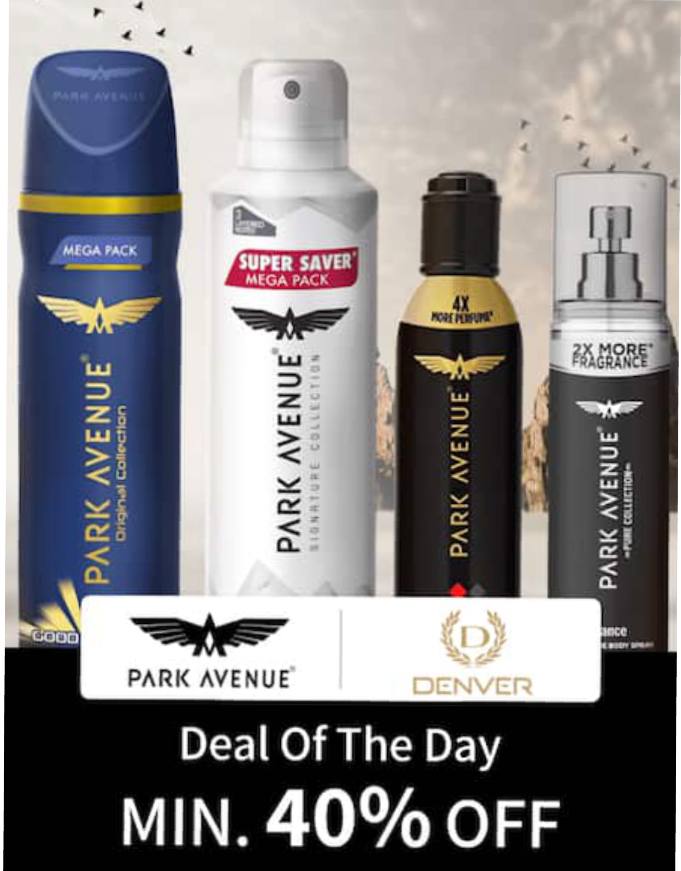 PARK AVENUE
MEGA PACK
PARK AVENUE®
Original Collection
3
LAYERED
SUPER SAVER*
MEGA PACK
PARK AVENUE®
SIGNATURE COLLECTION
4X
MORE PERFUME*
PARK AVENUE®
2X MORE*
FRAGRANCE
PARK AVENUE®
PURE COLLECTION
PARK AVENUE®
D
DENVER
Deal Of The Day
MIN. 40% OFF